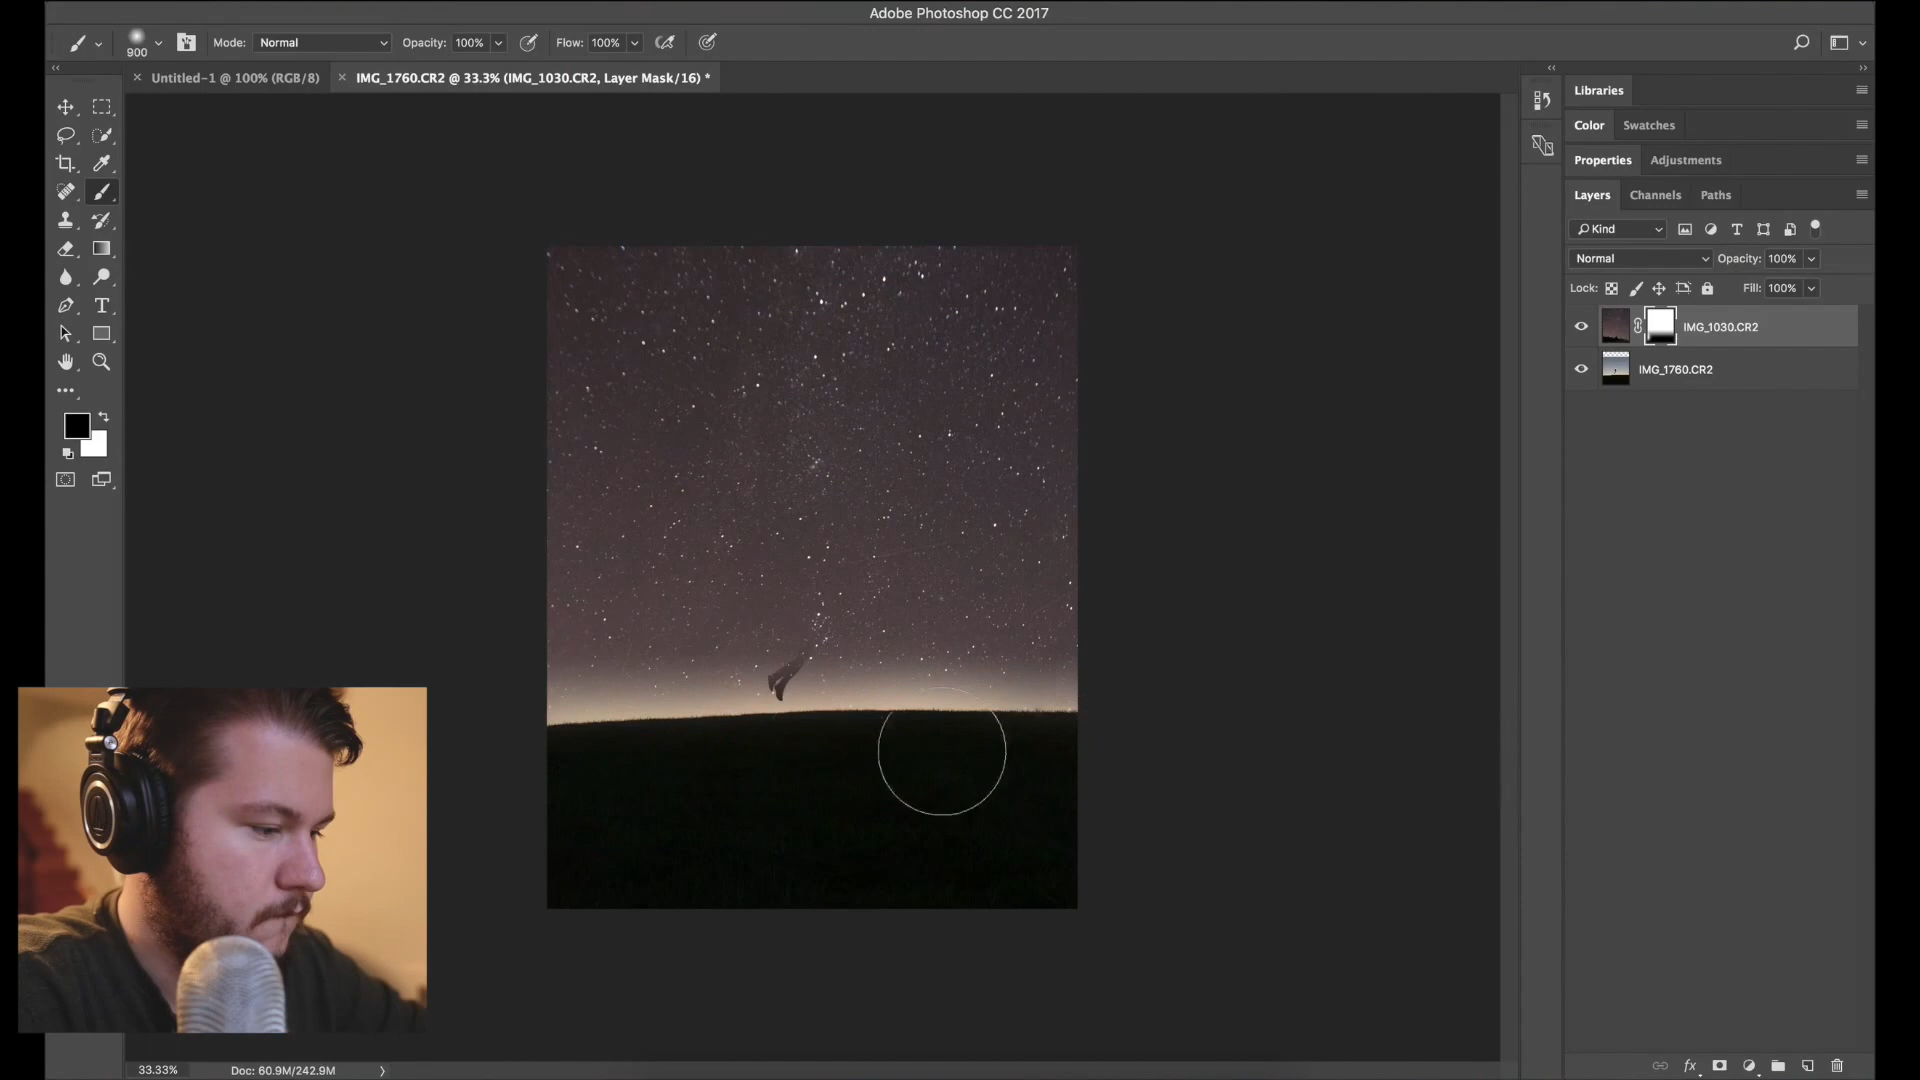 Adobe Photoshop CC 2017
900
Mode: Normal
Opacity: 100%
Flow: 100%
× Untitled-1 @ 100% (RGB/8)
× IMG_1760.CR2 @ 33.3% (IMG_1030.CR2, Layer Mask/16) *
Libraries
Color Swatches
Properties Adjustments
Layers Channels Paths
Kind
Normal Opacity: 100%
Lock: Fill: 100%
IMG_1030.CR2
IMG_1760.CR2
33.33% Doc: 60.9M/242.9M